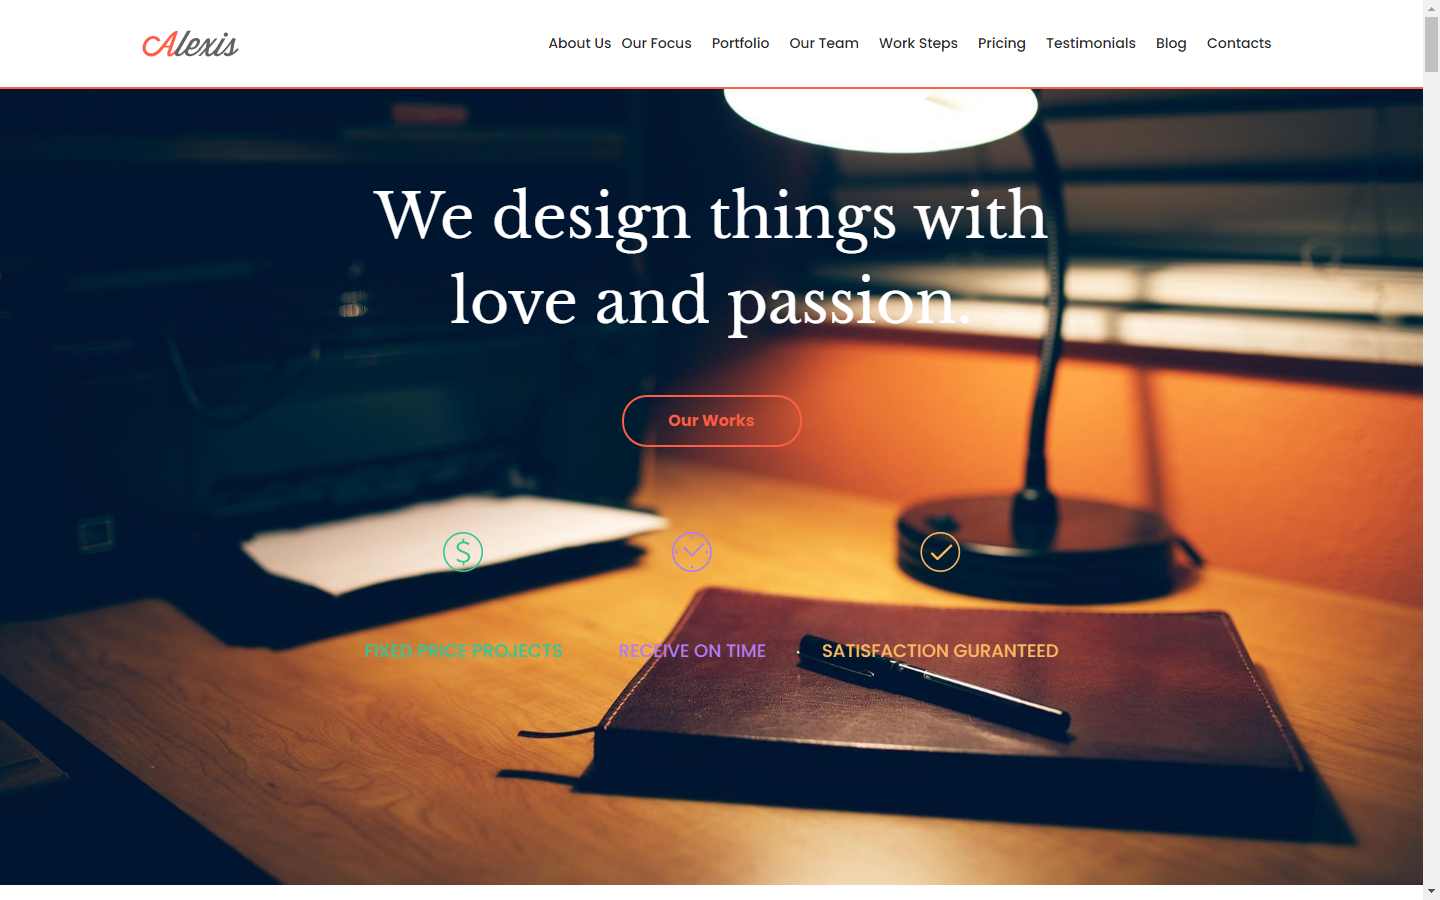 Alexis
About Us Our Focus Portfolio Our Team Work Steps Pricing Testimonials Blog Contacts
We design things with
love and passion.
Our Works
$
FIXED PRICE PROJECTS RECEIVE ON TIME SATISFACTION GURANTEED